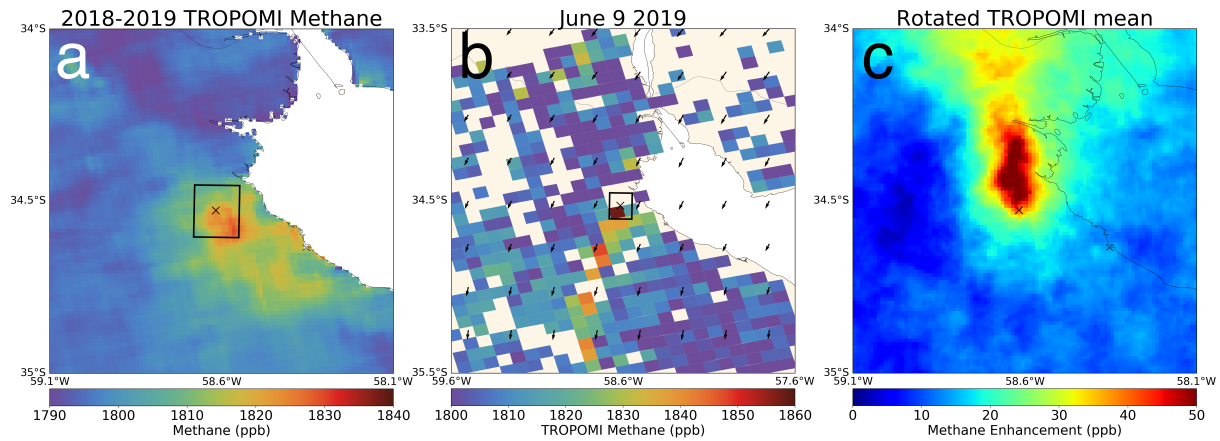 2018-2019 TROPOMI Methane
June 9 2019
Rotated TROPOMI mean
a
b
c
34°S
34.5°S
35°S
59.1°W
58.6°W
58.1°W
33.5°S
34.5°S
35.5°S
59.6°W
58.6°W
57.6°W
34°S
34.5°S
35°S
59.1°W
58.6°W
58.1°W
1790 1800 1810 1820 1830 1840
Methane (ppb)
1800 1810 1820 1830 1840 1850 1860
TROPOMI Methane (ppb)
0 10 20 30 40 50
Methane Enhancement (ppb)